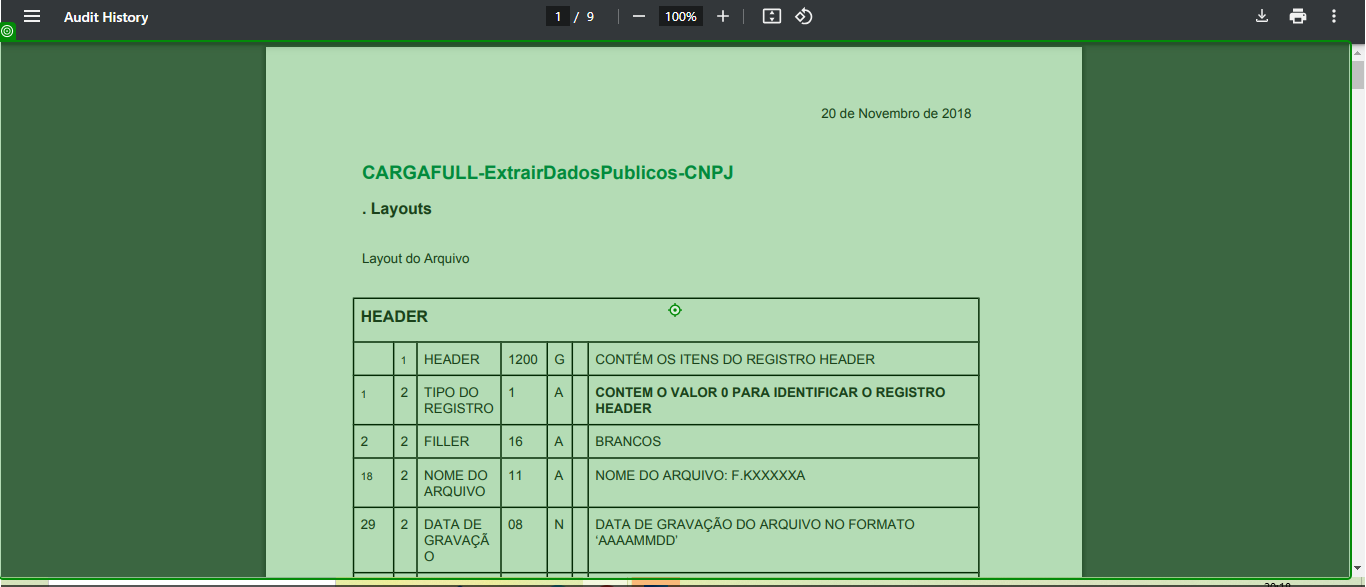 Audit History
1 / 9
100%
20 de Novembro de 2018
CARGAFULL-ExtrairDadosPublicos-CNPJ
. Layouts
Layout do Arquivo
HEADER
1 HEADER 1200 G CONTÉM OS ITENS DO REGISTRO HEADER
1 2 TIPO DO REGISTRO 1 A CONTEM O VALOR 0 PARA IDENTIFICAR O REGISTRO HEADER
2 2 FILLER 16 A BRANCOS
18 2 NOME DO ARQUIVO 11 A NOME DO ARQUIVO: F.KXXXXXA
29 2 DATA DE GRAVAÇÃ O 08 N DATA DE GRAVAÇÃO DO ARQUIVO NO FORMATO ‘AAAAMMDD’